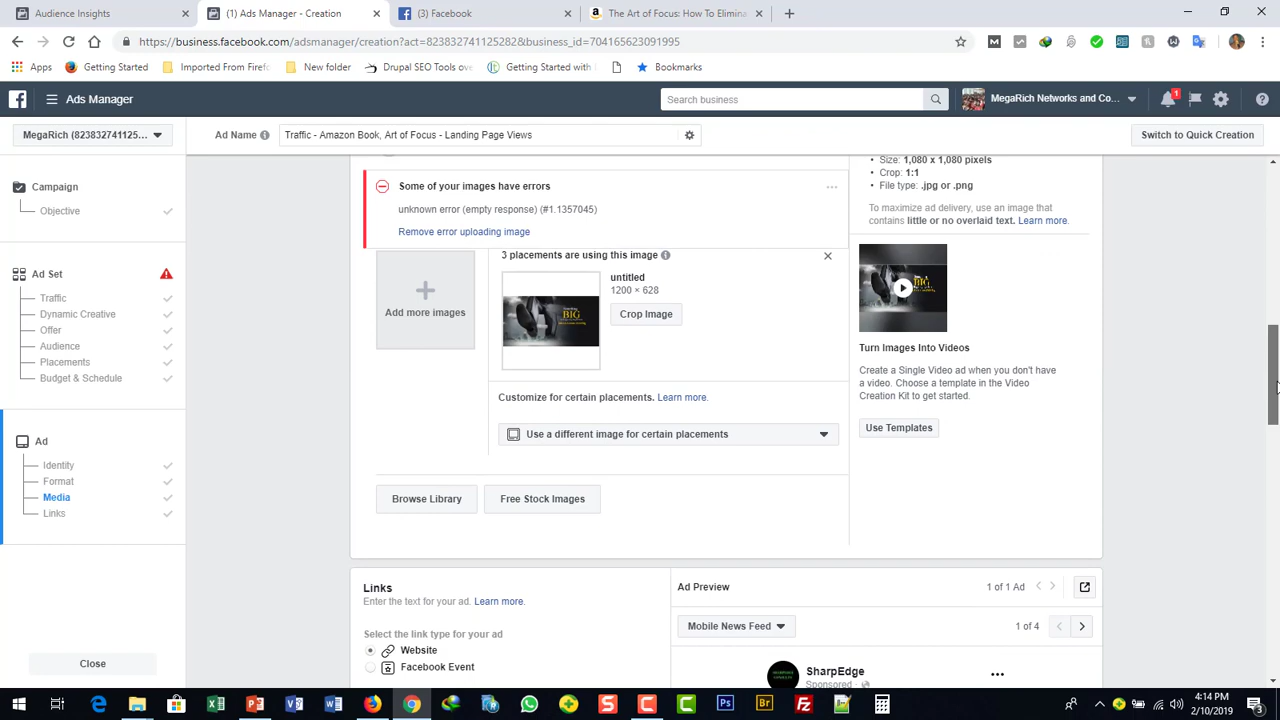 Audience Insights
(1) Ads Manager - Creation
(3) Facebook
The Art of Focus: How To Elimina
https://business.facebook.com/adsmanager/creation?act=823832741125282&business_id=704165623091995
Apps
Getting Started
Imported From Firefo
New folder
Drupal SEO Tools ove
Getting Started with
Bookmarks
Ads Manager
Search business
MegaRich Networks and Co...
1
MegaRich (823832741125...
Ad Name
Traffic - Amazon Book, Art of Focus - Landing Page Views
Switch to Quick Creation
Campaign
Objective
Ad Set
Traffic
Dynamic Creative
Offer
Audience
Placements
Budget & Schedule
Ad
Identity
Format
Media
Links
Close
Some of your images have errors
unknown error (empty response) (#1.1357045)
Remove error uploading image
Add more images
3 placements are using this image
untitled
1200 × 628
Crop Image
BIG
Customize for certain placements. Learn more.
Use a different image for certain placements
Browse Library
Free Stock Images
• Size: 1,080 x 1,080 pixels
• Crop: 1:1
• File type: .jpg or .png
To maximize ad delivery, use an image that
contains little or no overlaid text. Learn more.
BIG
Turn Images Into Videos
Create a Single Video ad when you don't have
a video. Choose a template in the Video
Creation Kit to get started.
Use Templates
Links
Enter the text for your ad. Learn more.
Select the link type for your ad
Website
Facebook Event
Ad Preview
1 of 1 Ad
Mobile News Feed
1 of 4
SharpEdge
Sponsored
4:14 PM
2/10/2019